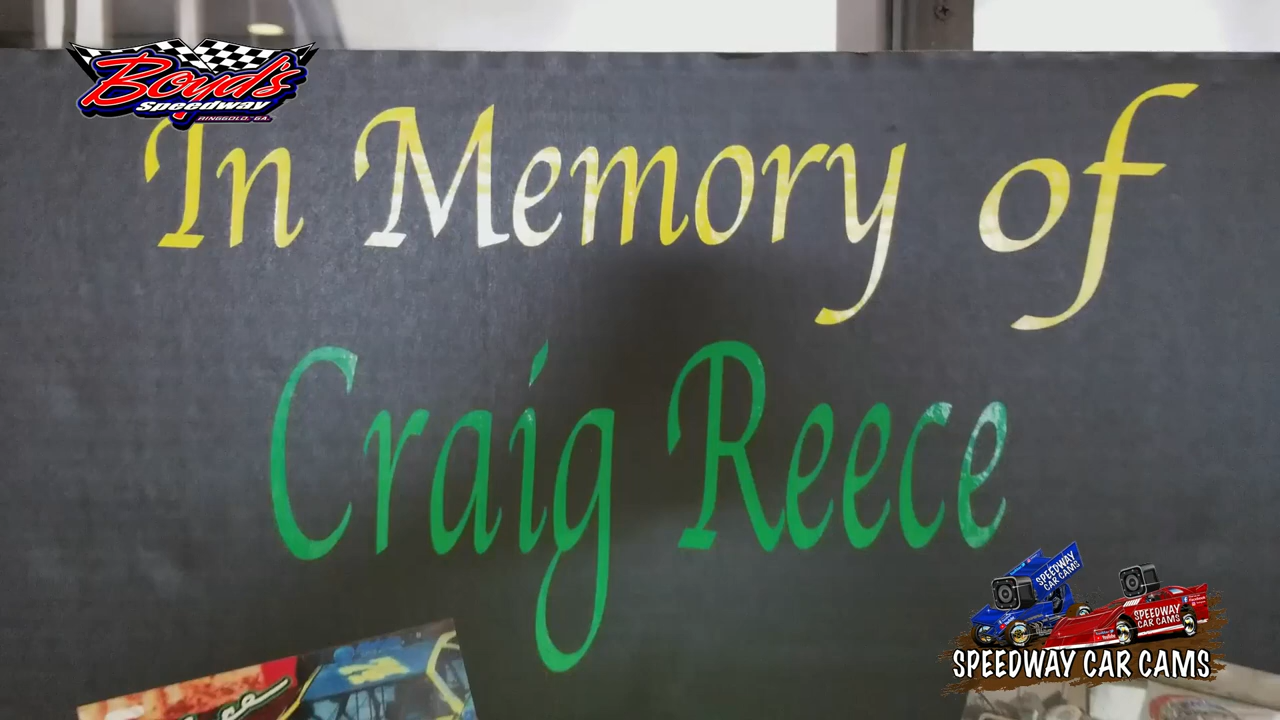 Boyd's
Speedway
RINGGOLD, GA.
In Memory of
Craig Reece
SPEEDWAY
CAR CAMS
SPEEDWAY
CAR CAMS
SPEEDWAY CAR CAMS